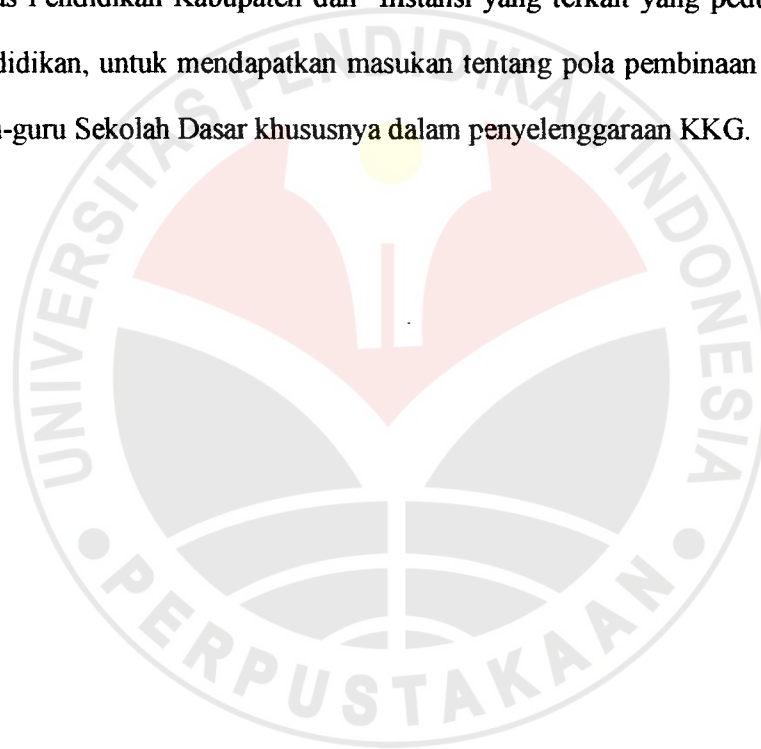 Pendidikan Kabupaten dan Instansi yang terkait yang
didikan, untuk mendapatkan masukan tentang pola pembinaan
-guru Sekolah Dasar khususnya dalam penyelenggaraan KKG.
UNIVERSITAS PENDIDIKAN INDONESIA
PERPUSTAKAAN